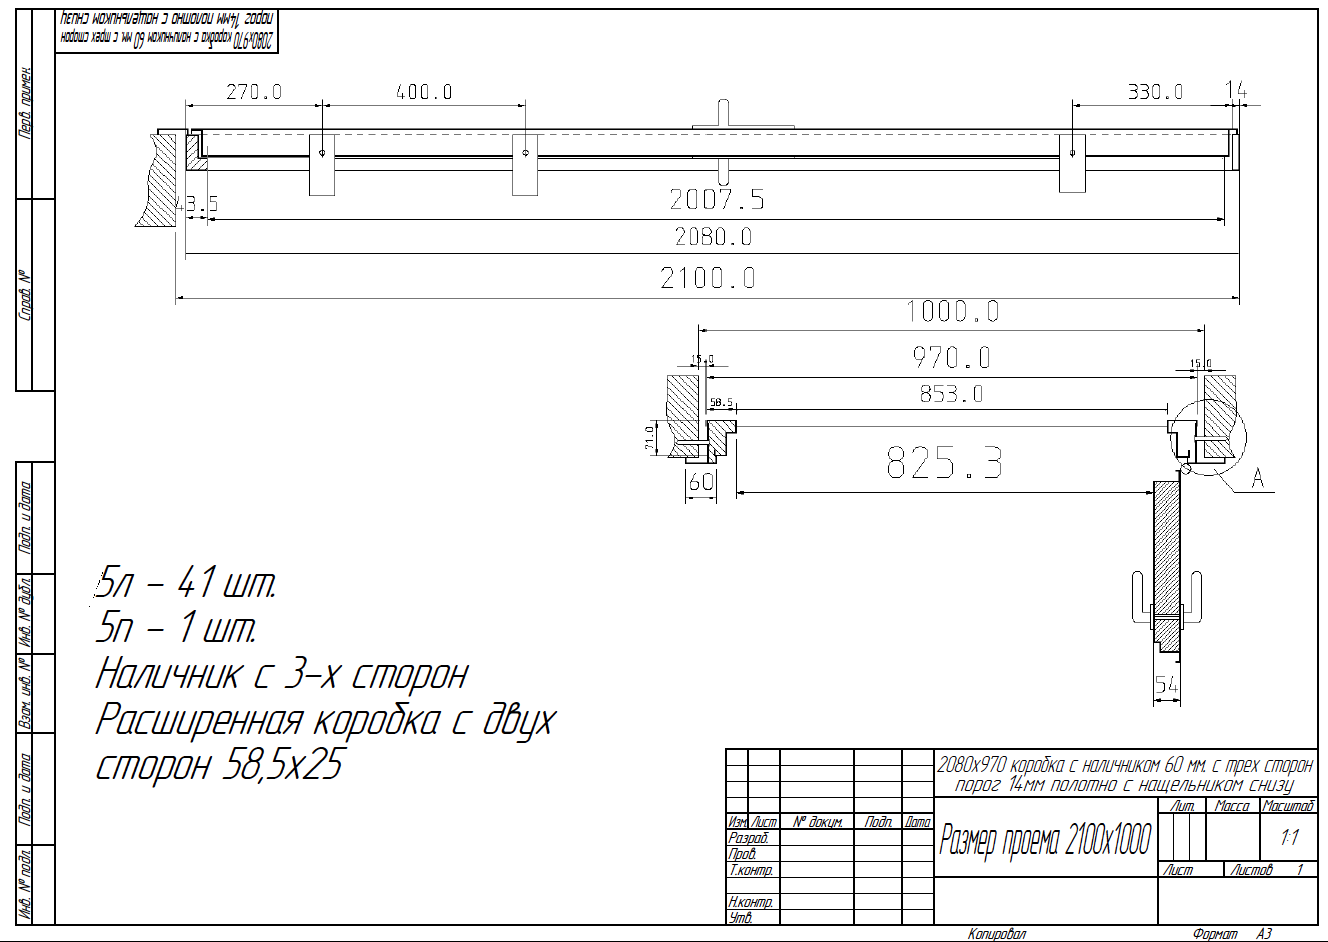 2080х970 коробка с наличником 60 мм. с трех сторон
порог 14мм полотно с нащельником снизу
Перв. примен.
Справ. №
Подп. и дата
Инв. № дубл.
Взам. инв. №
Подп. и дата
Инв. № подл.
270.0
400.0
330.0
14
43.5
2007.5
2080.0
2100.0
1000.0
970.0
15.0
15.0
853.0
58.5
71.0
825.3
60
А
54
5л – 41 шт.
5п – 1 шт.
Наличник с 3-х сторон
Расширенная коробка с двух
сторон 58,5х25
2080х970 коробка с наличником 60 мм. с трех сторон
порог 14мм полотно с нащельником снизу
Изм. Лист № докум. Подп. Дата
Разраб.
Пров.
Т.контр.
Н.контр.
Утв.
Размер проема 2100х1000
Лит. Масса Масштаб
1:1
Лист Листов 1
Копировал Формат А3